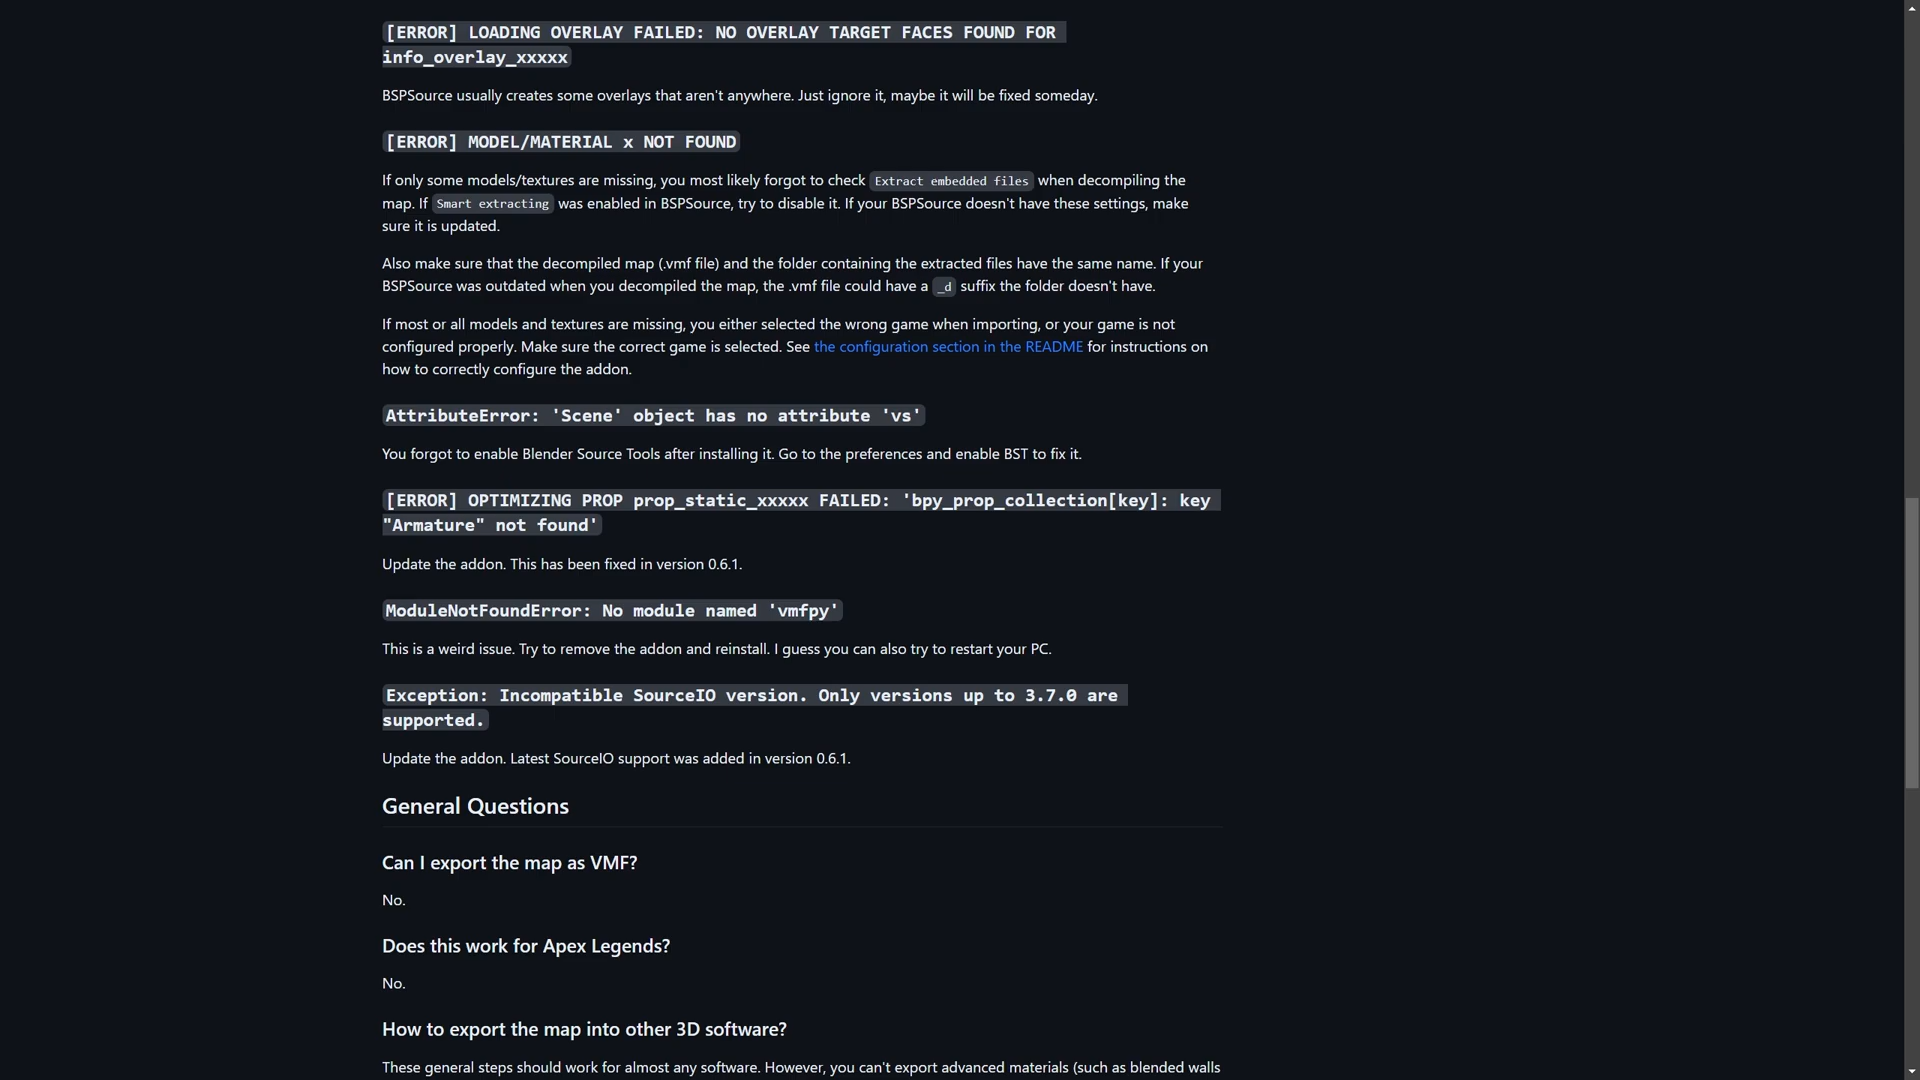 [ERROR] LOADING OVERLAY FAILED: NO OVERLAY TARGET FACES FOUND FOR
info_overlay_xxxxx
BSPSource usually creates some overlays that aren't anywhere. Just ignore it, maybe it will be fixed someday.
[ERROR] MODEL/MATERIAL x NOT FOUND
If only some models/textures are missing, you most likely forgot to check Extract embedded files when decompiling the
map. If Smart extracting was enabled in BSPSource, try to disable it. If your BSPSource doesn't have these settings, make
sure it is updated.
Also make sure that the decompiled map (.vmf file) and the folder containing the extracted files have the same name. If your
BSPSource was outdated when you decompiled the map, the .vmf file could have a _d suffix the folder doesn't have.
If most or all models and textures are missing, you either selected the wrong game when importing, or your game is not
configured properly. Make sure the correct game is selected. See the configuration section in the README for instructions on
how to correctly configure the addon.
AttributeError: 'Scene' object has no attribute 'vs'
You forgot to enable Blender Source Tools after installing it. Go to the preferences and enable BST to fix it.
[ERROR] OPTIMIZING PROP prop_static_xxxxx FAILED: 'bpy_prop_collection[key]: key
"Armature" not found'
Update the addon. This has been fixed in version 0.6.1.
ModuleNotFoundError: No module named 'vmfpy'
This is a weird issue. Try to remove the addon and reinstall. I guess you can also try to restart your PC.
Exception: Incompatible SourceIO version. Only versions up to 3.7.0 are
supported.
Update the addon. Latest SourceIO support was added in version 0.6.1.
General Questions
Can I export the map as VMF?
No.
Does this work for Apex Legends?
No.
How to export the map into other 3D software?
These general steps should work for almost any software. However, you can't export advanced materials (such as blended walls